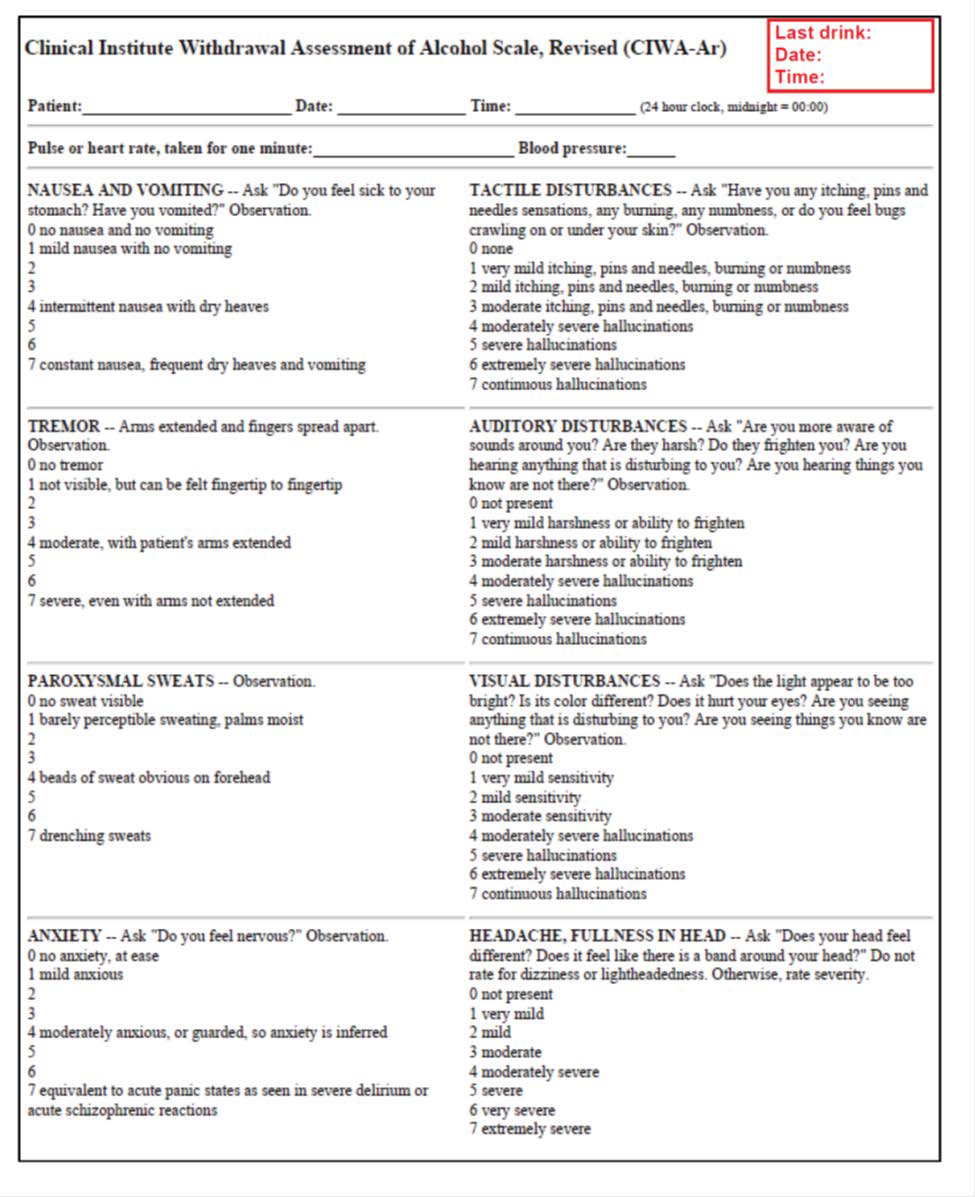 Clinical Institute Withdrawal Assessment of Alcohol Scale, Revised (CIWA-Ar)
Last drink:
Date:
Time:
Patient:__________________________ Date: ________________ Time: _______________ (24 hour clock, midnight = 00:00)
Pulse or heart rate, taken for one minute:_________________________ Blood pressure:______
NAUSEA AND VOMITING -- Ask "Do you feel sick to your
stomach? Have you vomited?" Observation.
0 no nausea and no vomiting
1 mild nausea with no vomiting
2
3
4 intermittent nausea with dry heaves
5
6
7 constant nausea, frequent dry heaves and vomiting
TACTILE DISTURBANCES -- Ask "Have you any itching, pins and
needles sensations, any burning, any numbness, or do you feel bugs
crawling on or under your skin?" Observation.
0 none
1 very mild itching, pins and needles, burning or numbness
2 mild itching, pins and needles, burning or numbness
3 moderate itching, pins and needles, burning or numbness
4 moderately severe hallucinations
5 severe hallucinations
6 extremely severe hallucinations
7 continuous hallucinations
TREMOR -- Arms extended and fingers spread apart.
Observation.
0 no tremor
1 not visible, but can be felt fingertip to fingertip
2
3
4 moderate, with patient's arms extended
5
6
7 severe, even with arms not extended
AUDITORY DISTURBANCES -- Ask "Are you more aware of
sounds around you? Are they harsh? Do they frighten you? Are you
hearing anything that is disturbing to you? Are you hearing things you
know are not there?" Observation.
0 not present
1 very mild harshness or ability to frighten
2 mild harshness or ability to frighten
3 moderate harshness or ability to frighten
4 moderately severe hallucinations
5 severe hallucinations
6 extremely severe hallucinations
7 continuous hallucinations
PAROXYSMAL SWEATS -- Observation.
0 no sweat visible
1 barely perceptible sweating, palms moist
2
3
4 beads of sweat obvious on forehead
5
6
7 drenching sweats
VISUAL DISTURBANCES -- Ask "Does the light appear to be too
bright? Is its color different? Does it hurt your eyes? Are you seeing
anything that is disturbing to you? Are you seeing things you know are
not there?" Observation.
0 not present
1 very mild sensitivity
2 mild sensitivity
3 moderate sensitivity
4 moderately severe hallucinations
5 severe hallucinations
6 extremely severe hallucinations
7 continuous hallucinations
ANXIETY -- Ask "Do you feel nervous?" Observation.
0 no anxiety, at ease
1 mild anxious
2
3
4 moderately anxious, or guarded, so anxiety is inferred
5
6
7 equivalent to acute panic states as seen in severe delirium or
acute schizophrenic reactions
HEADACHE, FULLNESS IN HEAD -- Ask "Does your head feel
different? Does it feel like there is a band around your head?" Do not
rate for dizziness or lightheadedness. Otherwise, rate severity.
0 not present
1 very mild
2 mild
3 moderate
4 moderately severe
5 severe
6 very severe
7 extremely severe